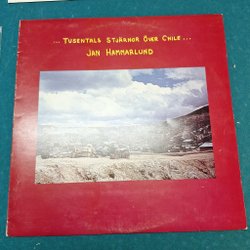 ... TUSENTALS STJÄRNOR ÖVER CHILE ...
JAN HAMMARLUND